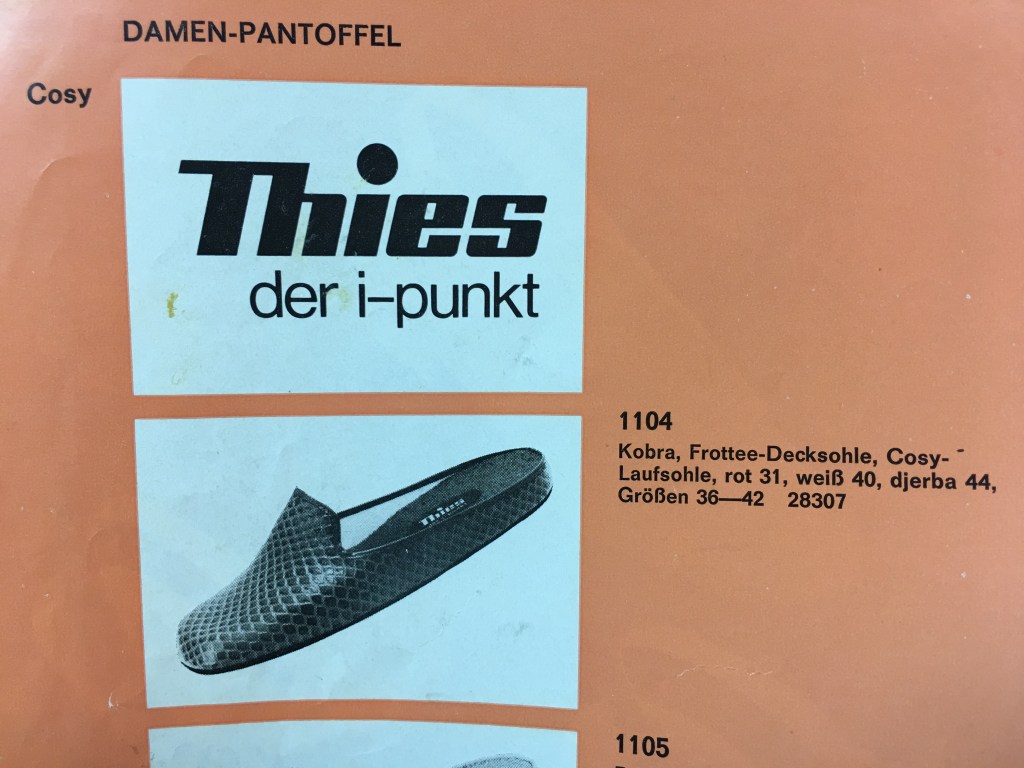 DAMEN-PANTOFFEL
Cosy
Thies
der i-punkt
1104
Kobra, Frottee-Decksohle, Cosy-
Laufsohle, rot 31, weiß 40, djerba 44,
Größen 36—42 28307
Thies
1105